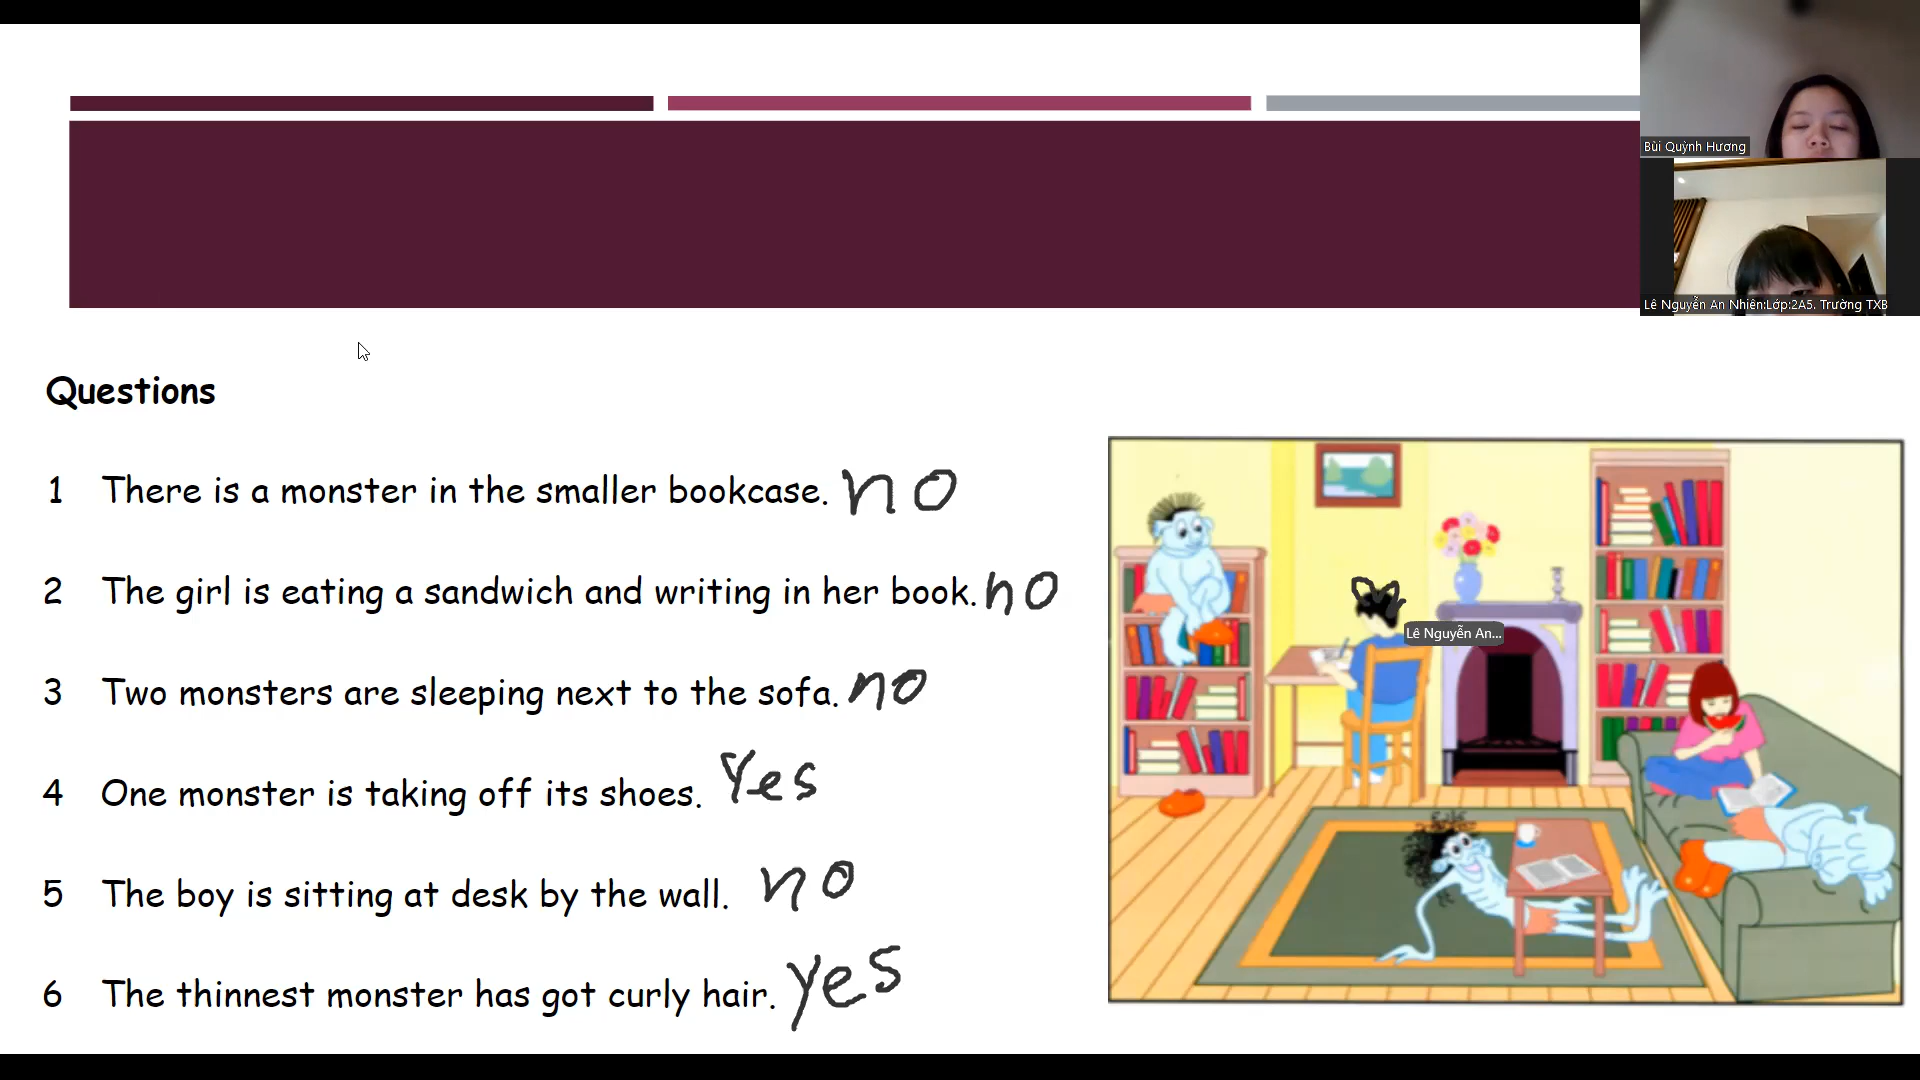 Bùi Quỳnh Hương
Lê Nguyễn An Nhiên:Lớp:2A5. Trường TXB
Questions
1 There is a monster in the smaller bookcase. no
2 The girl is eating a sandwich and writing in her book. no
3 Two monsters are sleeping next to the sofa. no
4 One monster is taking off its shoes. Yes
5 The boy is sitting at desk by the wall. no
6 The thinnest monster has got curly hair. yes
Lê Nguyễn An...